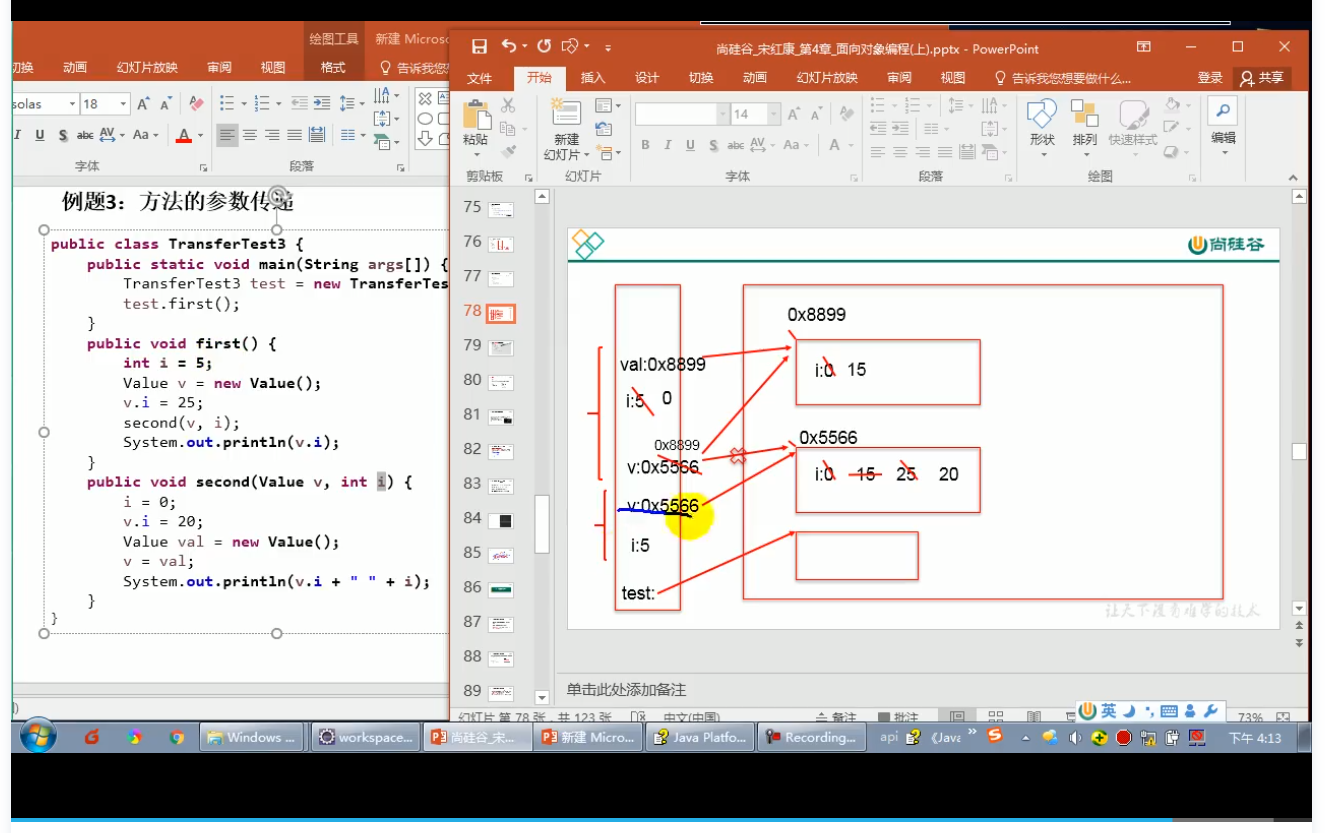 绘图工具
新建 Microso
尚硅谷_宋红康_第4章_面向对象编程(上).pptx - PowerPoint
切换 动画 幻灯片放映 审阅 视图 格式 告诉我您想
文件 开始 插入 设计 切换 动画 幻灯片放映 审阅 视图 告诉我您想要做什么... 登录 共享
solas 18
I U S abc AV Aa A
字体 段落
粘贴
新建
幻灯片
14
B I U S abc AV Aa A
形状 排列 快速样式
编辑
剪贴板 幻灯片 字体 段落 绘图
例题3：方法的参数传递
public class TransferTest3 {
public static void main(String args[]) {
TransferTest3 test = new TransferTes
test.first();
}
public void first() {
int i = 5;
Value v = new Value();
v.i = 25;
second(v, i);
System.out.println(v.i);
}
public void second(Value v, int i) {
i = 0;
v.i = 20;
Value val = new Value();
v = val;
System.out.println(v.i + " " + i);
}
}
75
76
77
78
79
80
81
82
83
84
85
86
87
88
89
尚硅谷
0x8899
val:0x8899
i:0 15
i:5 0
0x8899
0x5566
v:0x5566
i:0 15 25 20
v:0x5566
i:5
test:
让天下没有难学的技术
单击此处添加备注
幻灯片 第 78 张，共 123 张 中文(中国) 备注 批注 73%
英
Windows ...
workspace...
尚硅谷_宋...
新建 Micro...
Java Platfo...
Recording...
api
《Java
下午 4:13